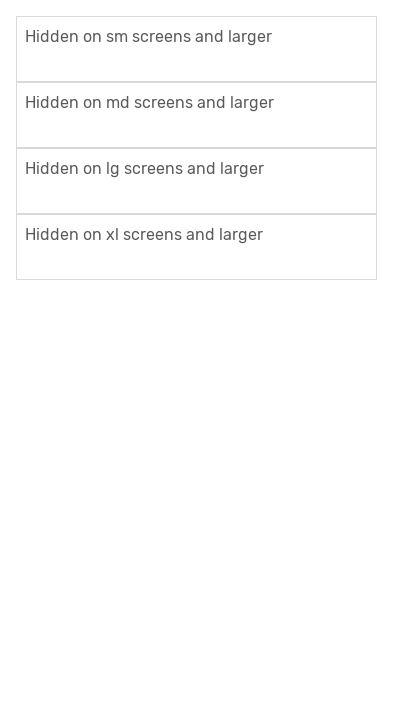 Hidden on sm screens and larger
Hidden on md screens and larger
Hidden on lg screens and larger
Hidden on xl screens and larger